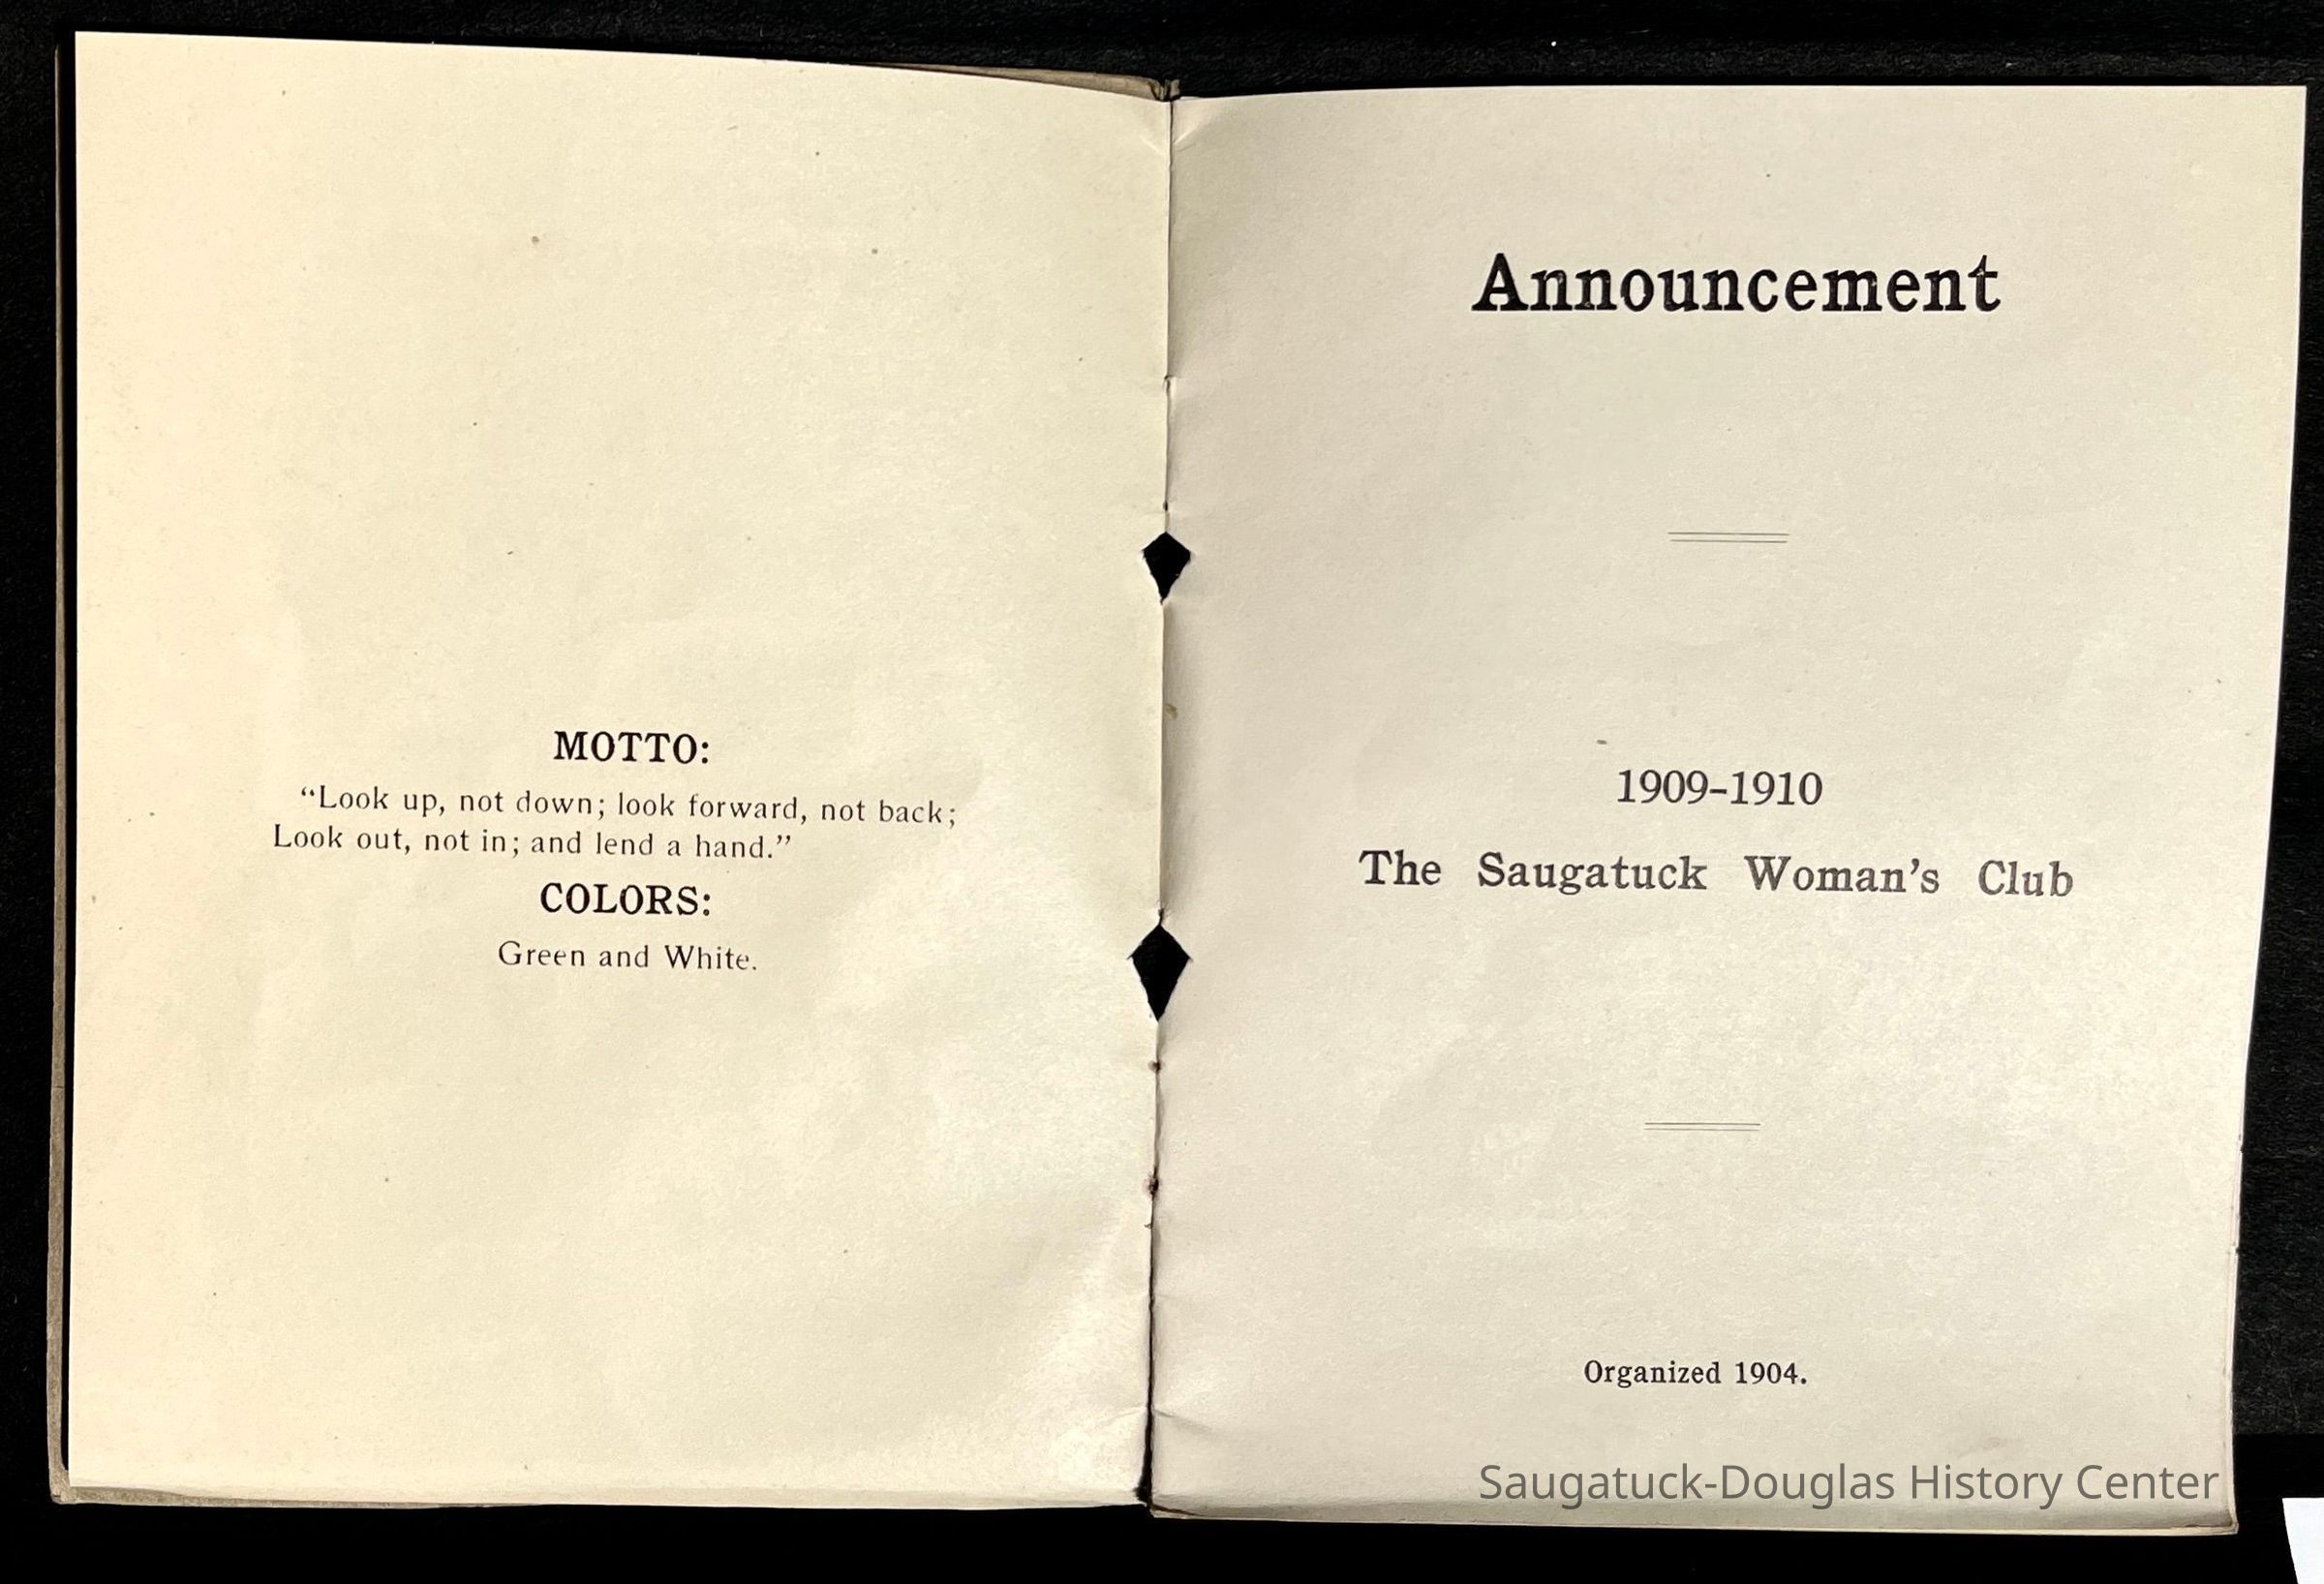 MOTTO:
“Look up, not down; look forward, not back;
Look out, not in; and lend a hand.”
COLORS:
Green and White.
Announcement
1909-1910
The Saugatuck Woman’s Club
Organized 1904.
Saugatuck-Douglas History Center